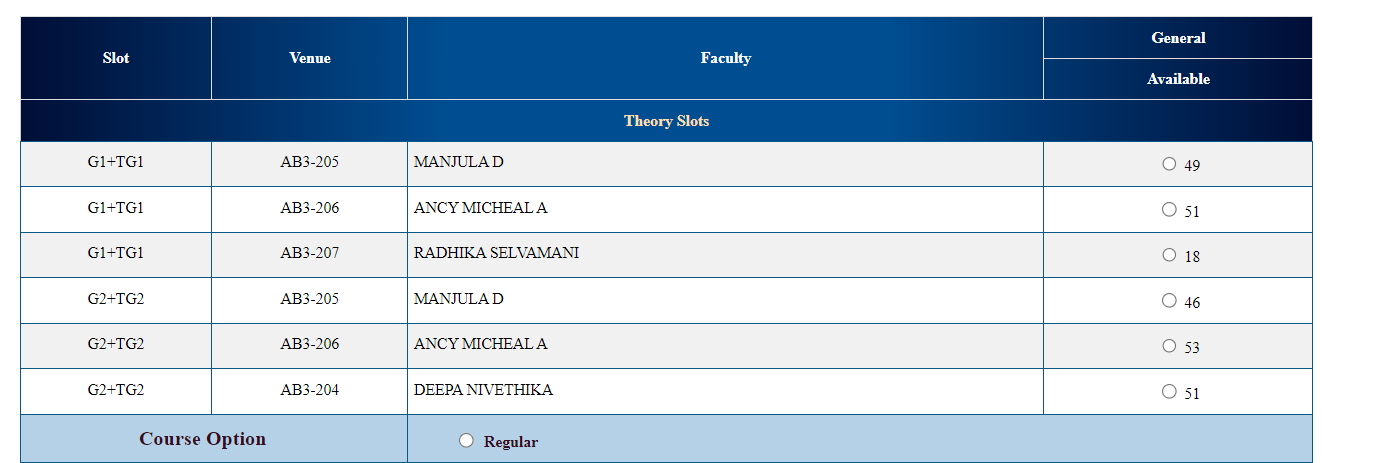 Slot Venue Faculty General
Available
Theory Slots
G1+TG1 AB3-205 MANJULA D 49
G1+TG1 AB3-206 ANCY MICHEAL A 51
G1+TG1 AB3-207 RADHIKA SELVAMANI 18
G2+TG2 AB3-205 MANJULA D 46
G2+TG2 AB3-206 ANCY MICHEAL A 53
G2+TG2 AB3-204 DEEPA NIVETHIKA 51
Course Option Regular